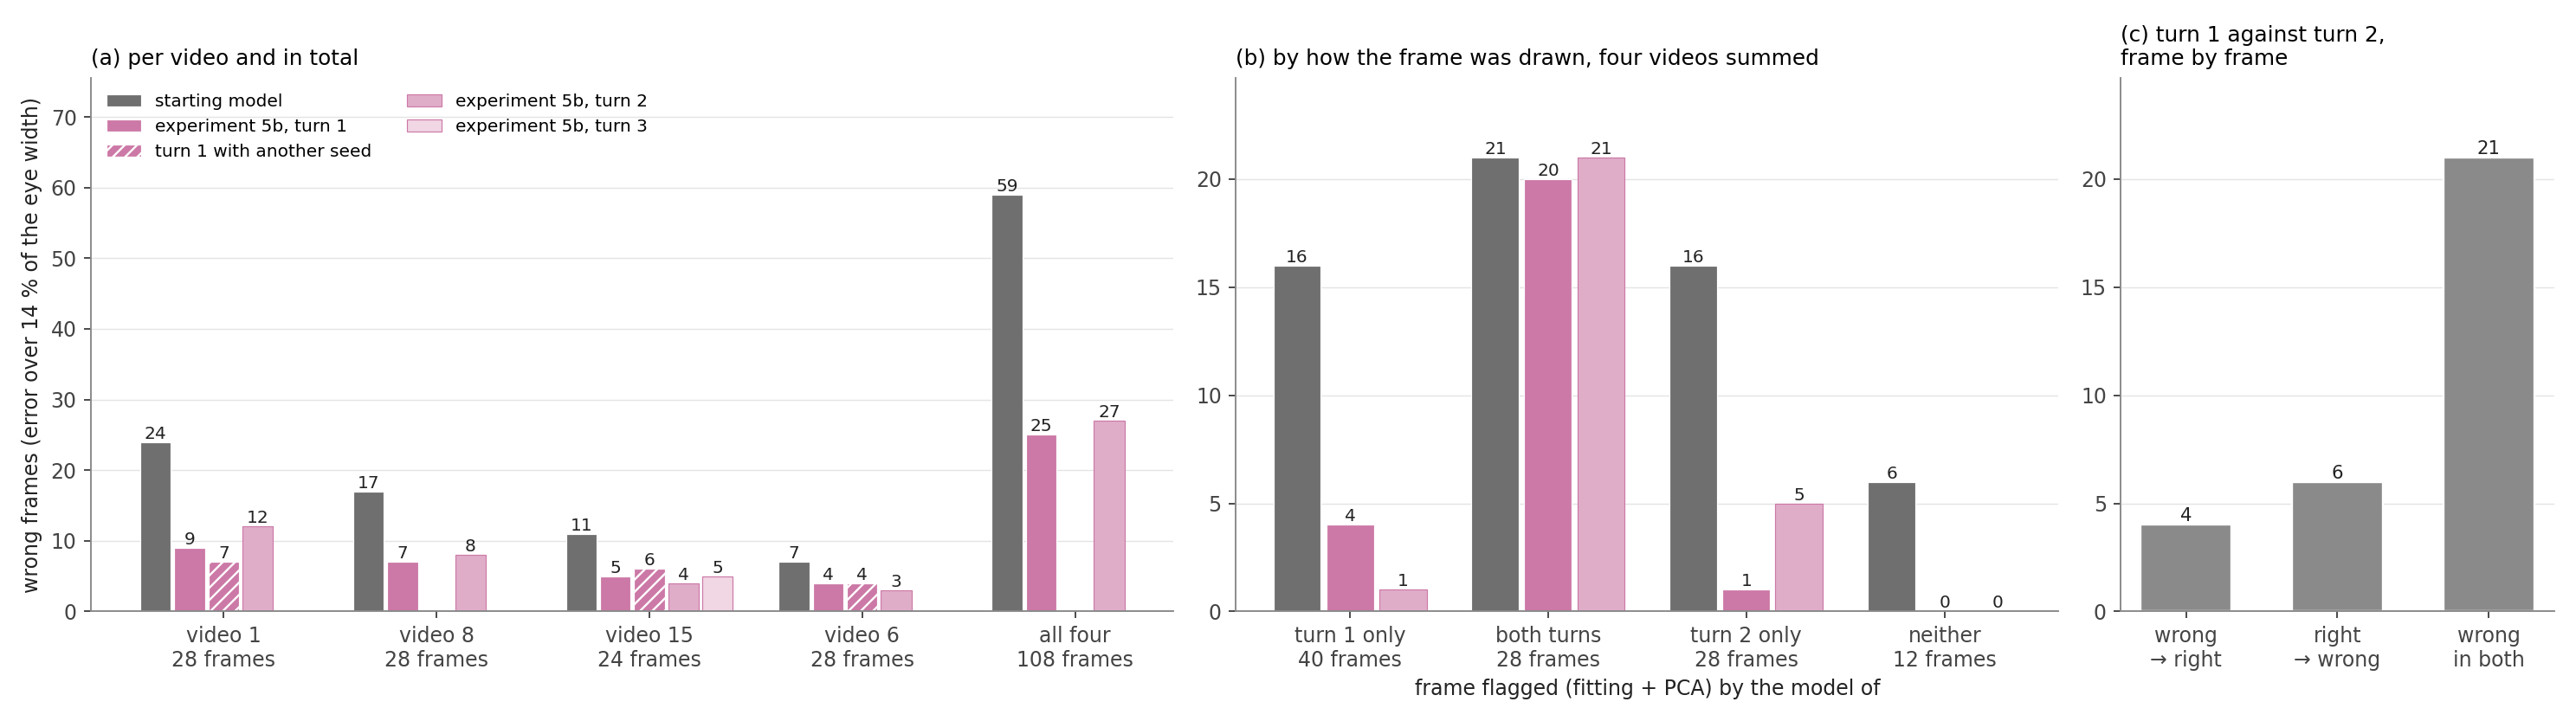 (a) per video and in total
wrong frames (error over 14 % of the eye width)
70
60
50
40
30
20
10
0
starting model
experiment 5b, turn 1
turn 1 with another seed
experiment 5b, turn 2
experiment 5b, turn 3
24
9
7
12
17
7
8
11
5
6
4
5
7
4
4
3
59
25
27
video 1
28 frames
video 8
28 frames
video 15
24 frames
video 6
28 frames
all four
108 frames
(b) by how the frame was drawn, four videos summed
20
15
10
5
0
16
4
1
21
20
21
16
1
5
6
0
0
turn 1 only
40 frames
both turns
28 frames
turn 2 only
28 frames
neither
12 frames
frame flagged (fitting + PCA) by the model of
(c) turn 1 against turn 2,
frame by frame
20
15
10
5
0
4
6
21
wrong
→ right
right
→ wrong
wrong
in both